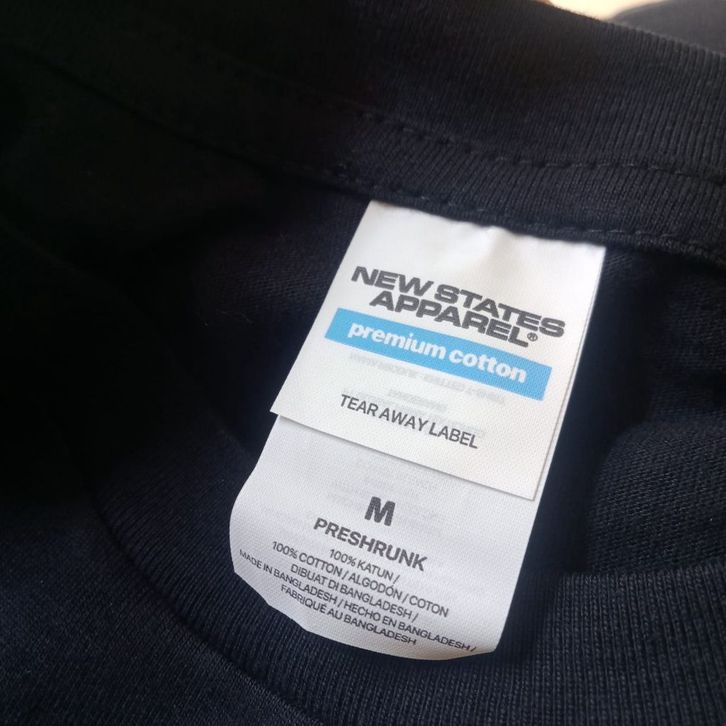 NEW STATES
APPAREL®
premium cotton
TEAR AWAY LABEL
M
PRESHRUNK
100% KATUN /
100% COTTON / ALGODÓN / COTON
DIBUAT DI BANGLADESH /
MADE IN BANGLADESH / HECHO EN BANGLADESH /
FABRIQUÉ AU BANGLADESH